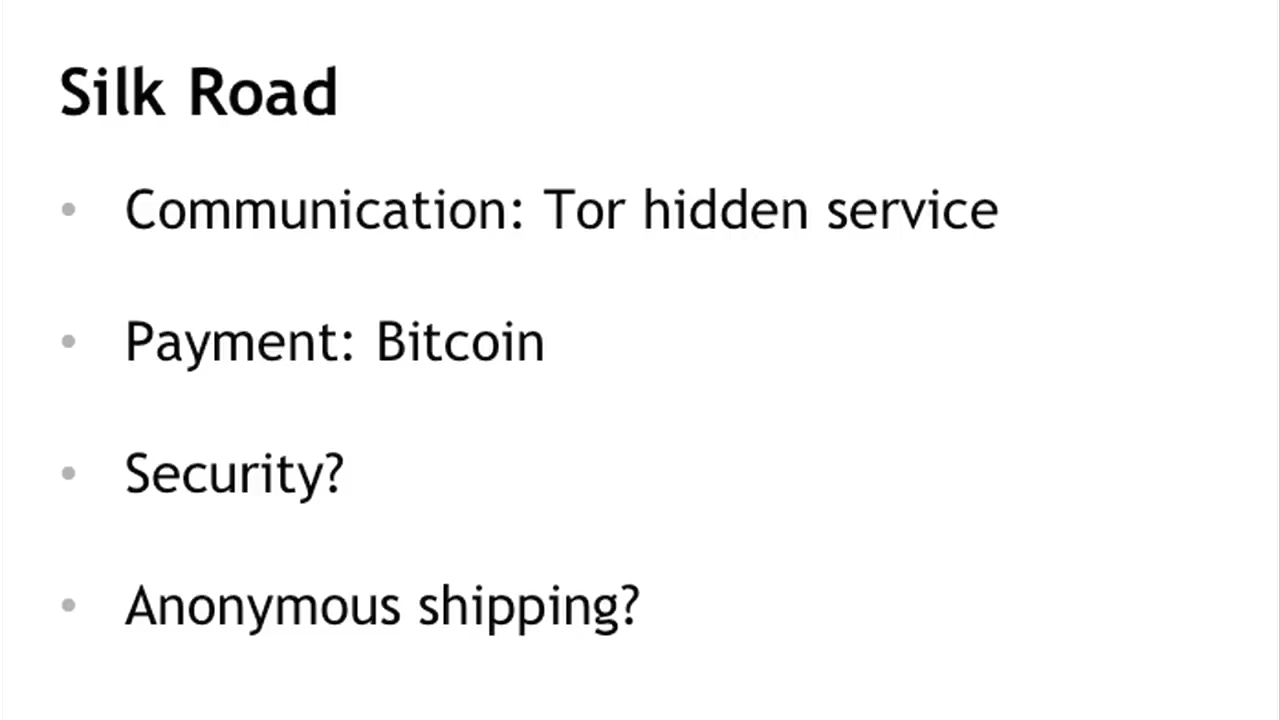 Silk Road
• Communication: Tor hidden service
• Payment: Bitcoin
• Security?
• Anonymous shipping?